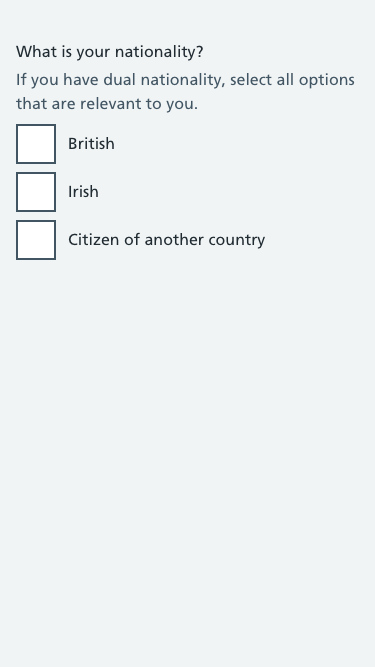 What is your nationality?
If you have dual nationality, select all options
that are relevant to you.
British
Irish
Citizen of another country